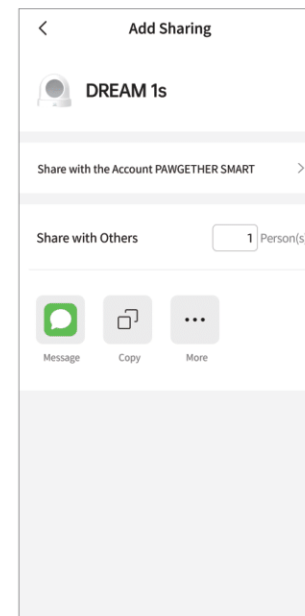 Add Sharing
DREAM 1s
Share with the Account PAWGETHER SMART
Share with Others 1 Person(s)
Message Copy More